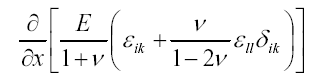 ∂/∂x [ E/(1+ν) ( ε_ik + ν/(1−2ν) ε_ll δ_ik ) ]